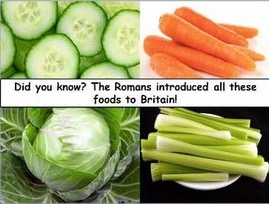 Did you know? The Romans introduced all these
foods to Britain!